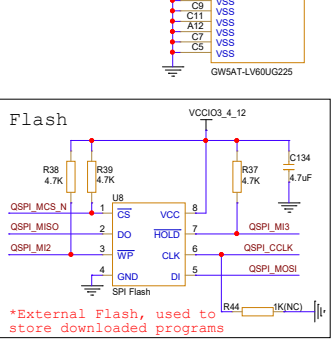 VSS
C9 VSS
C11 VSS
A12 VSS
C7 VSS
C5 VSS
GW5AT-LV60UG225
Flash
VCCIO3_4_12
R38
4.7K
R39
4.7K
R37
4.7K
C134
4.7uF
U8
QSPI_MCS_N 1 CS VCC 8
QSPI_MISO 2 DO HOLD 7 QSPI_MI3
QSPI_MI2 3 WP CLK 6 QSPI_CCLK
4 GND DI 5 QSPI_MOSI
SPI Flash
R44 1K(NC)
*External Flash, used to
store downloaded programs